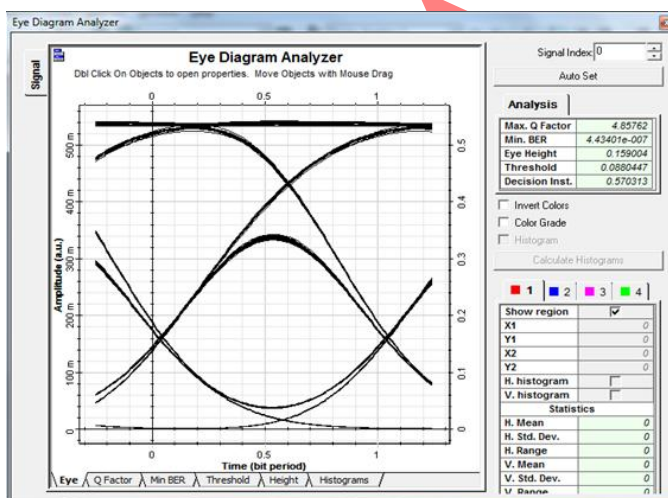 Eye Diagram Analyzer
Signal
Eye Diagram Analyzer
Dbl Click On Objects to open properties. Move Objects with Mouse Drag
0 0.5 1
500 m
400 m
300 m
200 m
100 m
0
Amplitude (a.u.)
0.5
0.4
0.3
0.2
0.1
0
0 0.5 1
Time (bit period)
Eye Q Factor Min BER Threshold Height Histograms
Signal Index: 0
Auto Set
Analysis
Max. Q Factor 4.85762
Min. BER 4.43401e-007
Eye Height 0.159004
Threshold 0.0880447
Decision Inst. 0.570313
Invert Colors
Color Grade
Histogram
Calculate Histograms
1 2 3 4
Show region
X1 0
Y1 0
X2 0
Y2 0
H. histogram
V. histogram
Statistics
H. Mean 0
H. Std. Dev. 0
H. Range 0
V. Mean 0
V. Std. Dev. 0
V. Range 0